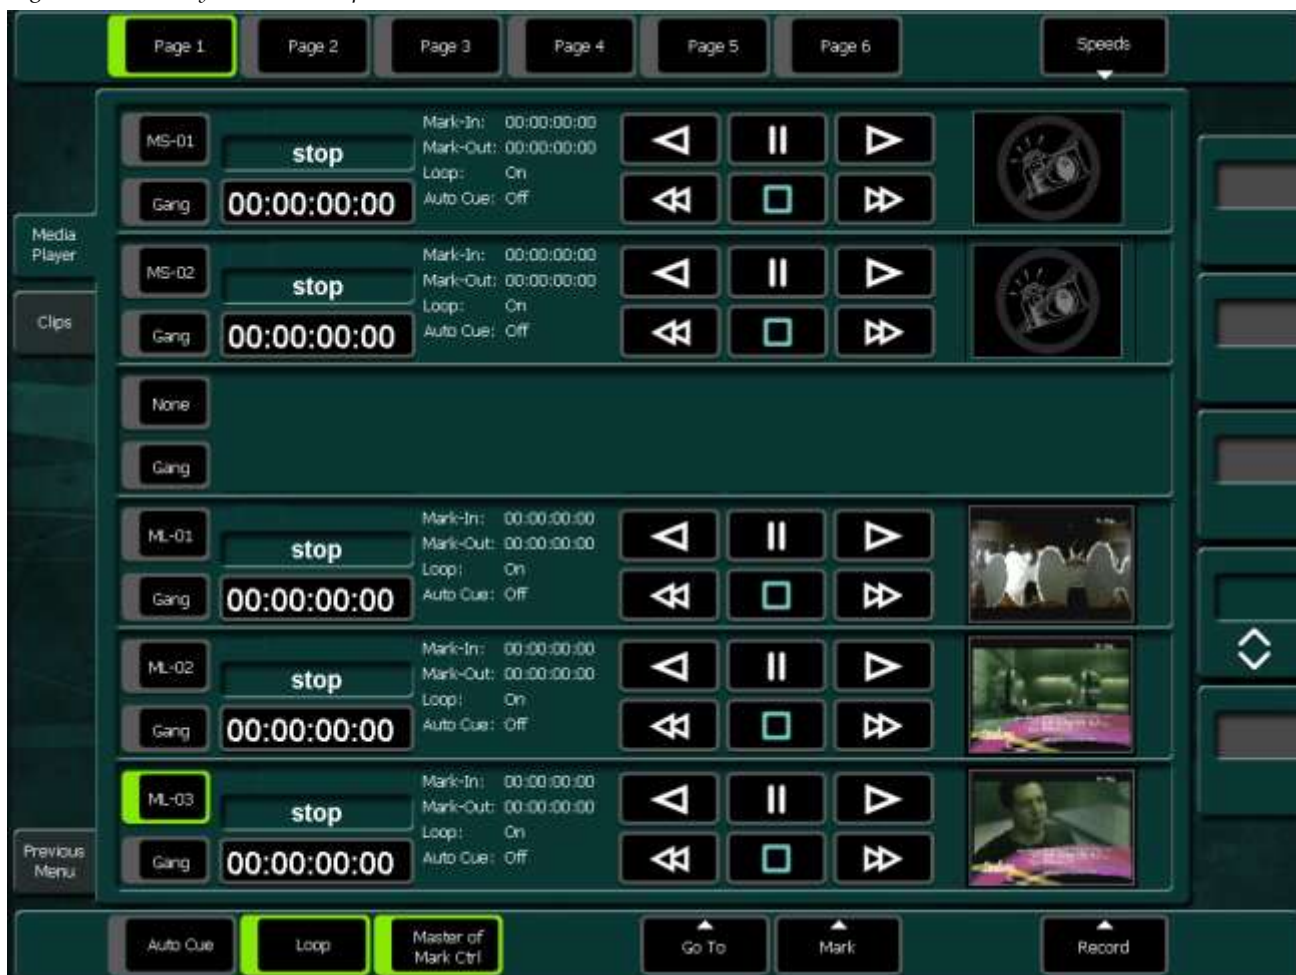 Page 1 Page 2 Page 3 Page 4 Page 5 Page 6 Speeds
MS-01
stop
Mark-In: 00:00:00:00
Mark-Out: 00:00:00:00
Loop: On
Auto Cue: Off
Gang
00:00:00:00
Media
Player
MS-02
stop
Mark-In: 00:00:00:00
Mark-Out: 00:00:00:00
Loop: On
Auto Cue: Off
Gang
00:00:00:00
Clips
None
Gang
ML-01
stop
Mark-In: 00:00:00:00
Mark-Out: 00:00:00:00
Loop: On
Auto Cue: Off
Gang
00:00:00:00
ML-02
stop
Mark-In: 00:00:00:00
Mark-Out: 00:00:00:00
Loop: On
Auto Cue: Off
Gang
00:00:00:00
ML-03
stop
Mark-In: 00:00:00:00
Mark-Out: 00:00:00:00
Loop: On
Auto Cue: Off
Gang
00:00:00:00
Previous
Menu
Auto Cue Loop Master of
Mark Ctrl
Go To Mark Record